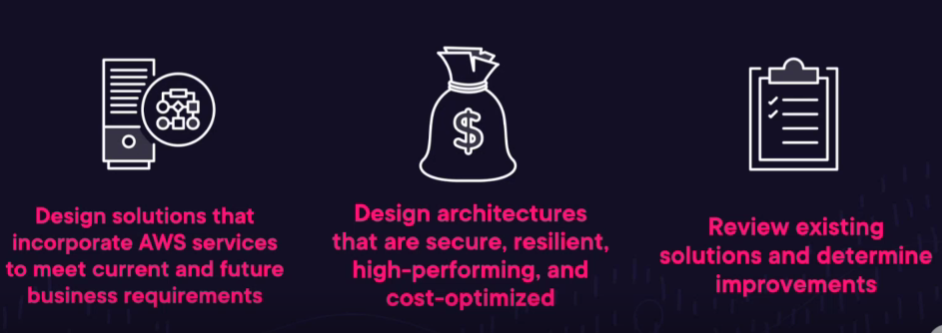 Design solutions that
incorporate AWS services
to meet current and future
business requirements
$
Design architectures
that are secure, resilient,
high-performing, and
cost-optimized
Review existing
solutions and determine
improvements